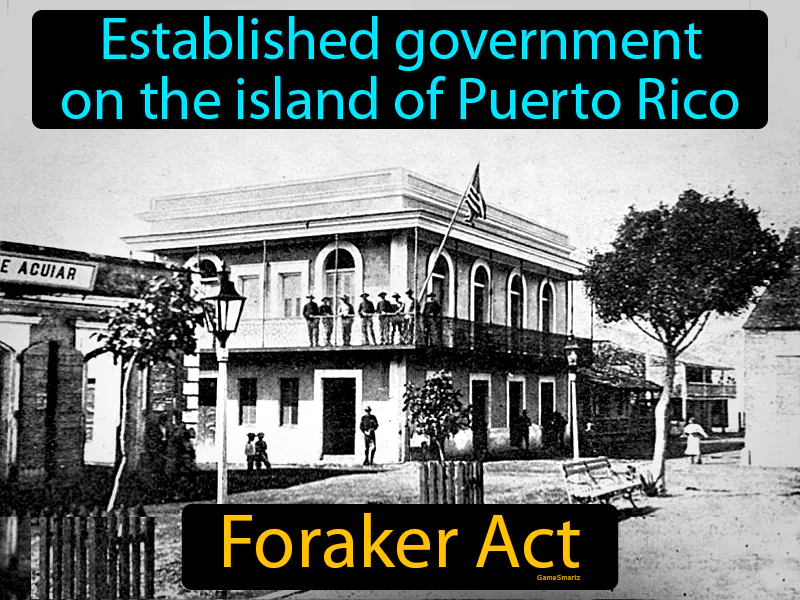 Established government
on the island of Puerto Rico
E ACUIAR
Foraker Act
GameSmartz